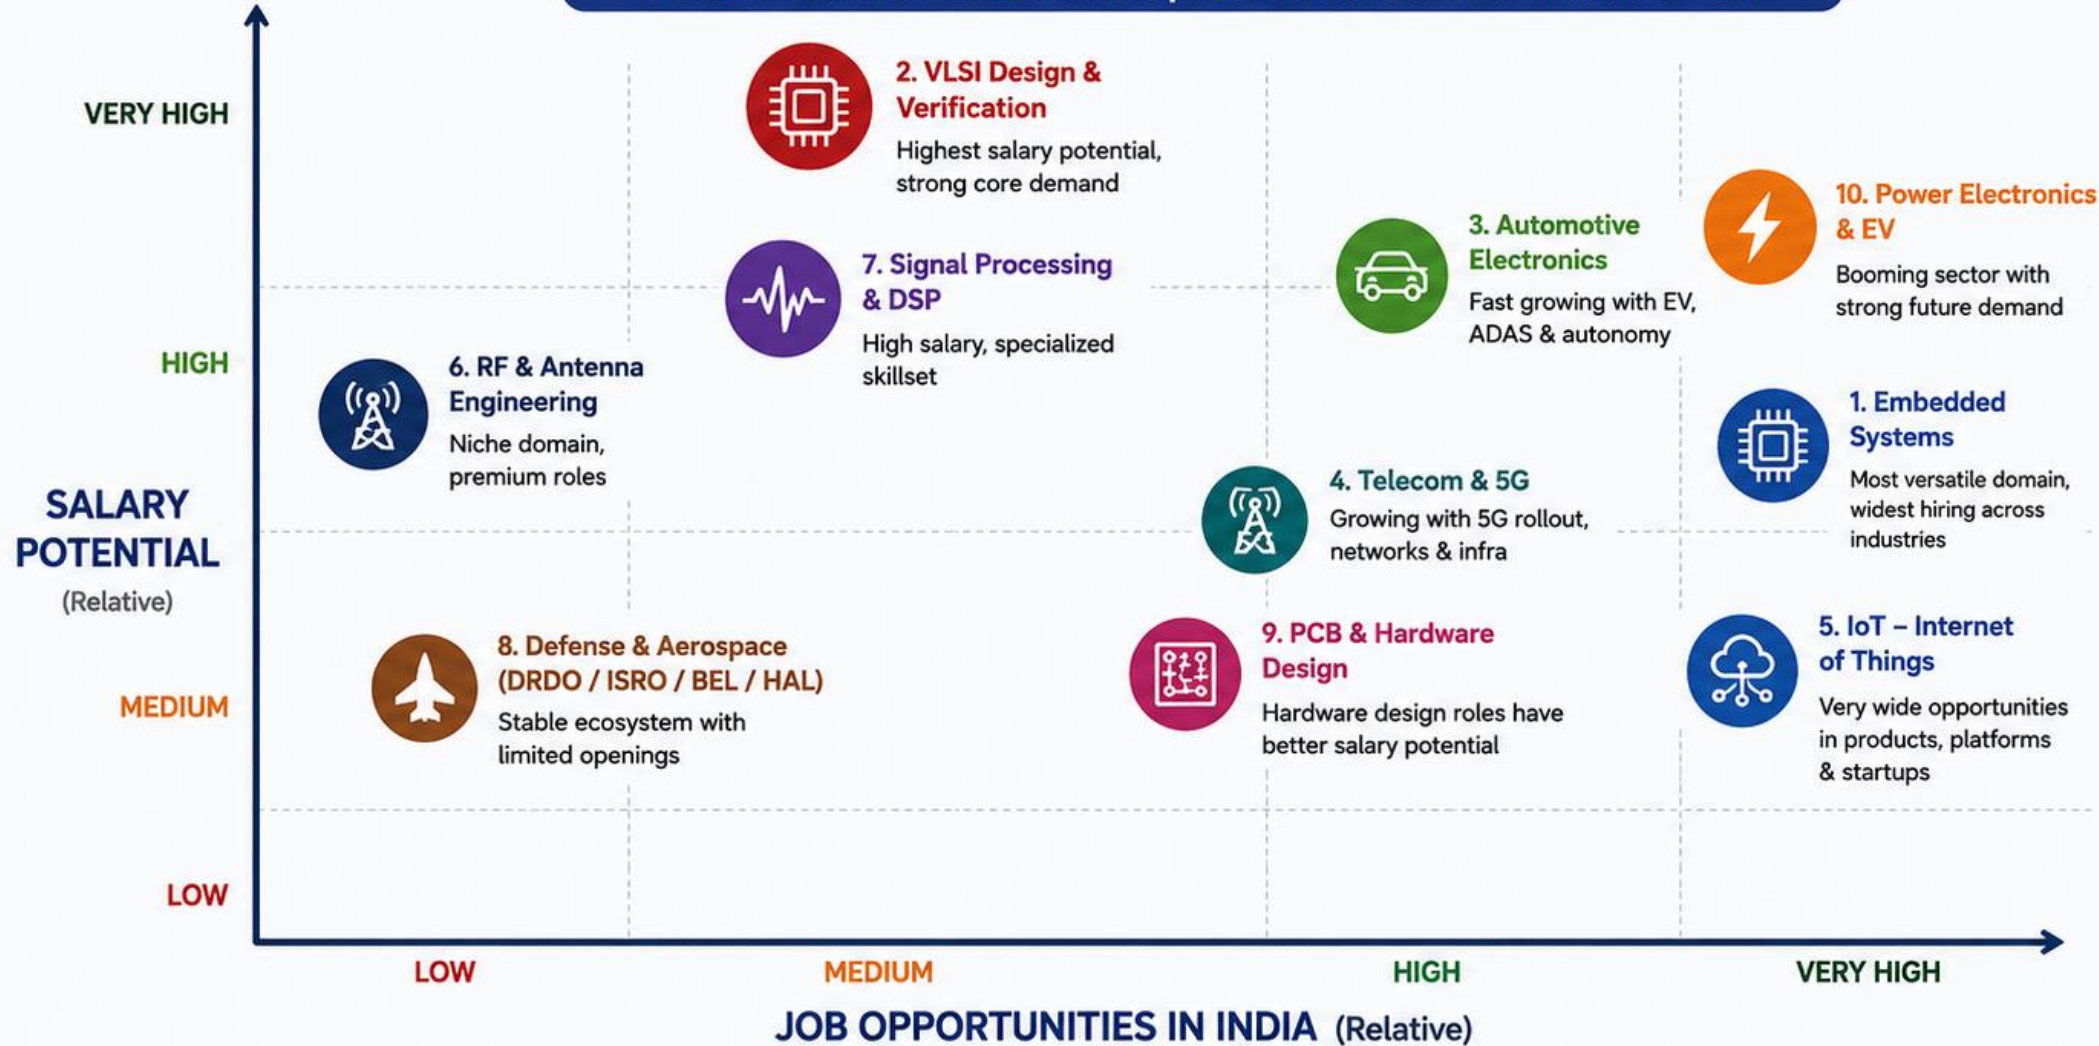 VERY HIGH
HIGH
SALARY
POTENTIAL
(Relative)
MEDIUM
LOW
2. VLSI Design &
Verification
Highest salary potential,
strong core demand
10. Power Electronics
& EV
Booming sector with
strong future demand
3. Automotive
Electronics
Fast growing with EV,
ADAS & autonomy
7. Signal Processing
& DSP
High salary, specialized
skillset
6. RF & Antenna
Engineering
Niche domain,
premium roles
1. Embedded
Systems
Most versatile domain,
widest hiring across
industries
4. Telecom & 5G
Growing with 5G rollout,
networks & infra
8. Defense & Aerospace
(DRDO / ISRO / BEL / HAL)
Stable ecosystem with
limited openings
9. PCB & Hardware
Design
Hardware design roles have
better salary potential
5. IoT – Internet
of Things
Very wide opportunities
in products, platforms
& startups
LOW
MEDIUM
HIGH
VERY HIGH
JOB OPPORTUNITIES IN INDIA (Relative)